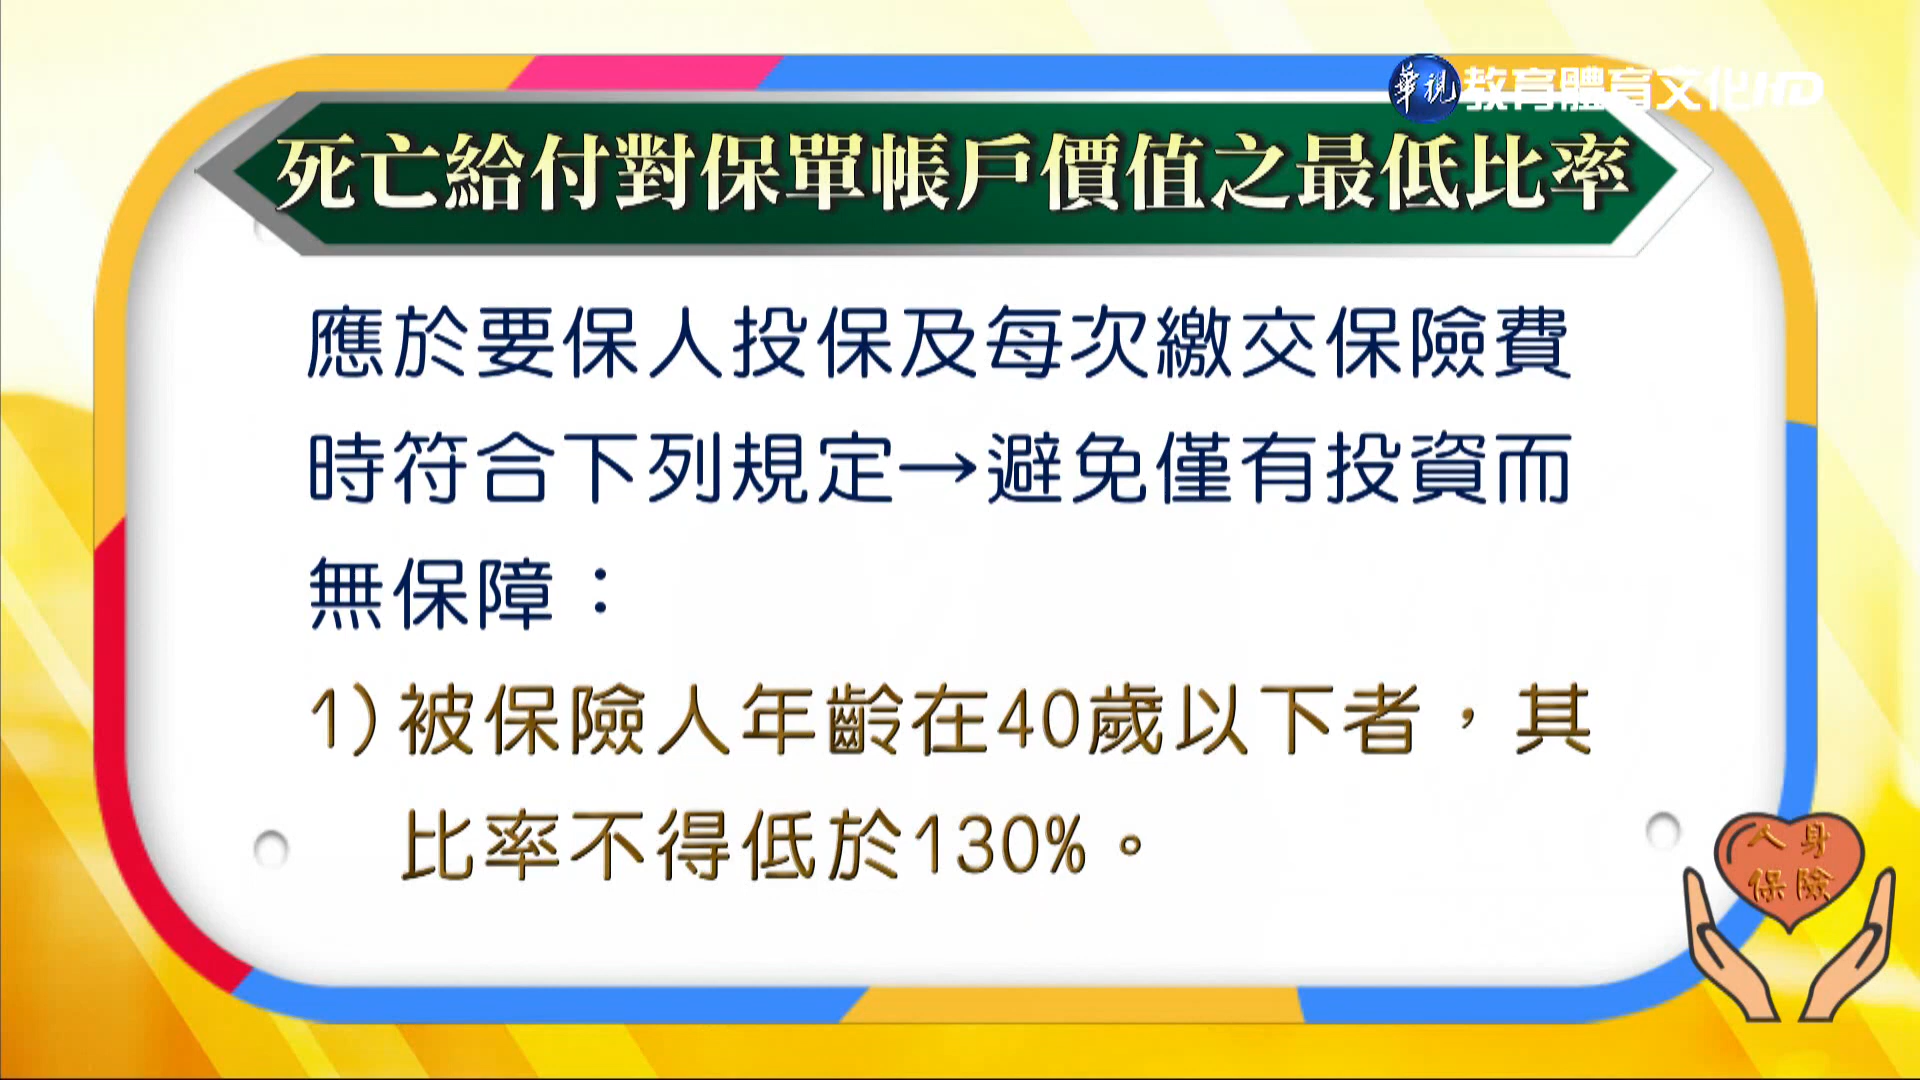 華視 教育體育文化HD
死亡給付對保單帳戶價值之最低比率
應於要保人投保及每次繳交保險費
時符合下列規定→避免僅有投資而
無保障：
1)被保險人年齡在40歲以下者，其
比率不得低於130%。
人身
保險